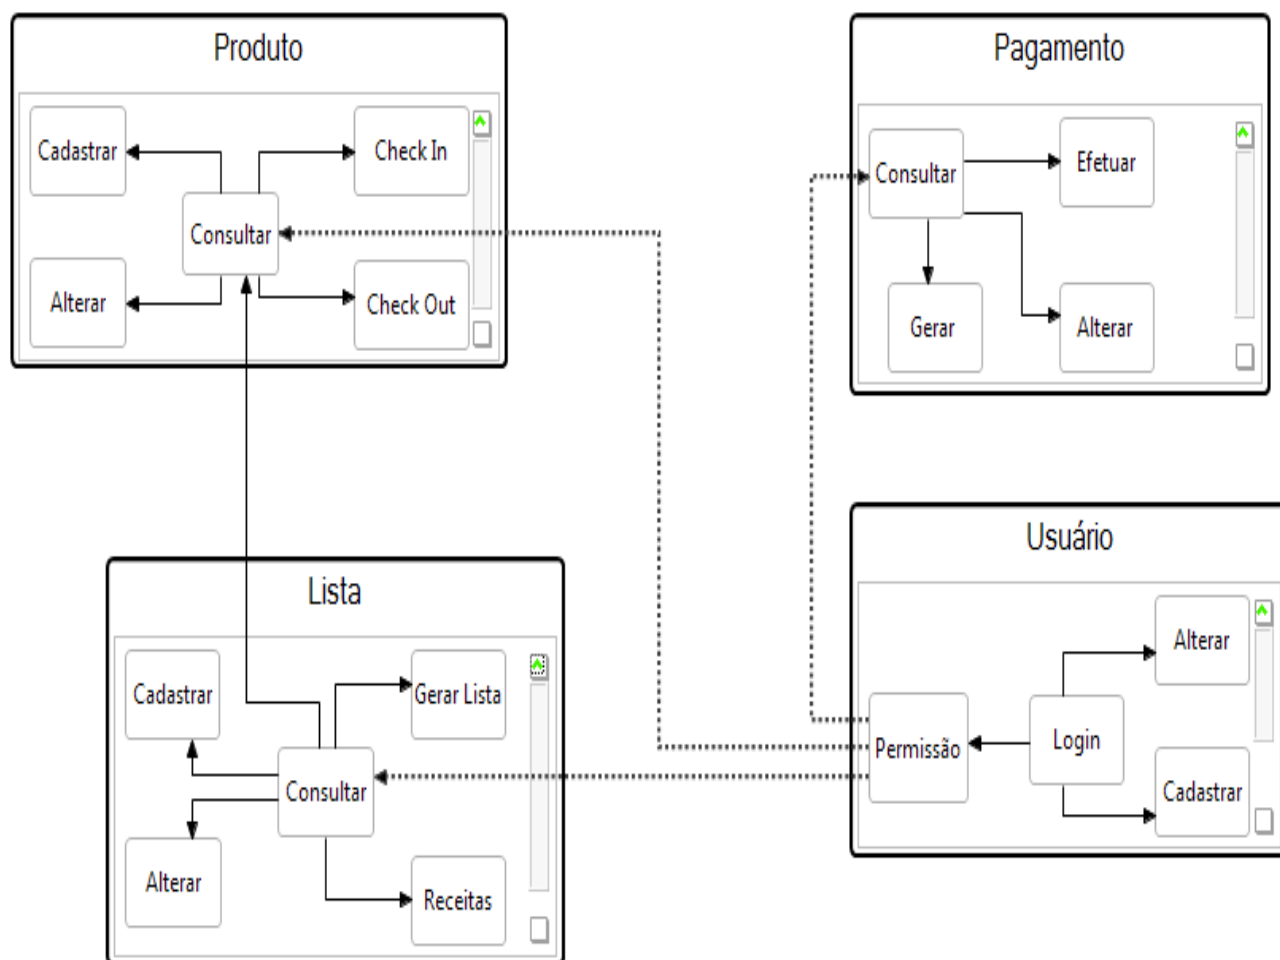 Produto
Cadastrar
Check In
Consultar
Alterar
Check Out
Pagamento
Consultar
Efetuar
Gerar
Alterar
Lista
Cadastrar
Gerar Lista
Consultar
Alterar
Receitas
Usuário
Alterar
Permissão
Login
Cadastrar